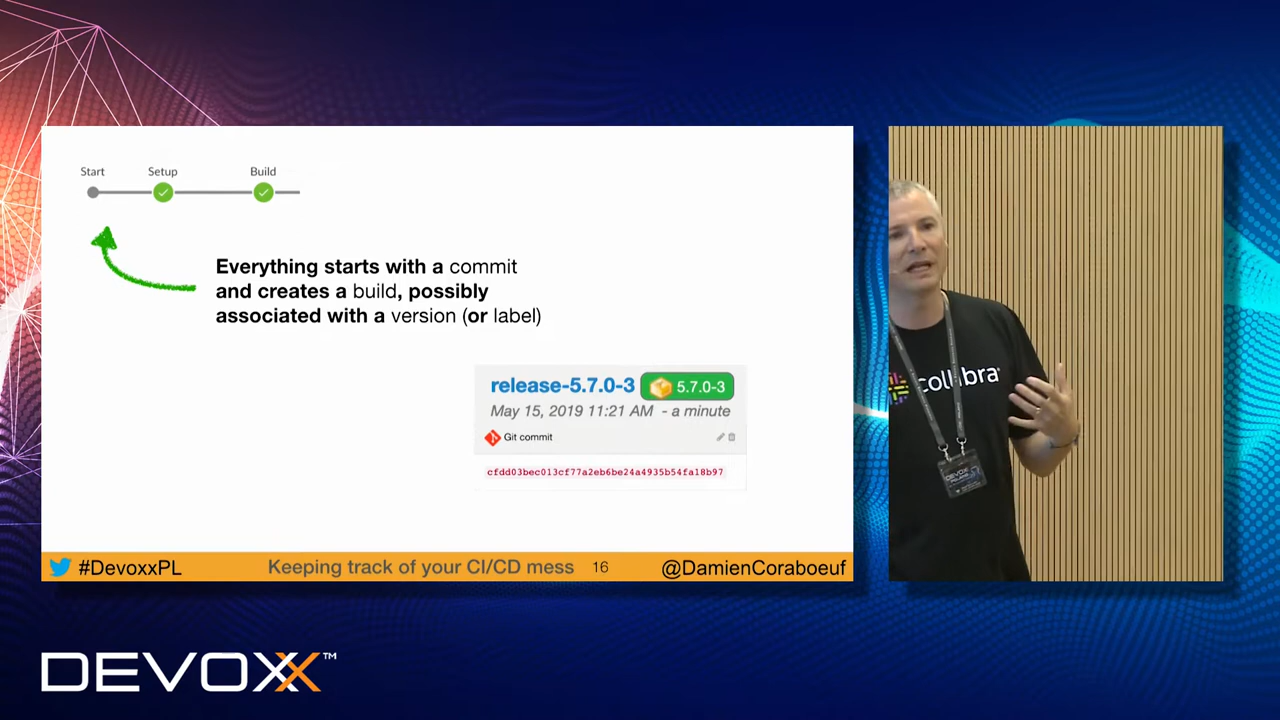 Start
Setup
Build
Everything starts with a commit
and creates a build, possibly
associated with a version (or label)
release-5.7.0-3
5.7.0-3
May 15, 2019 11:21 AM - a minute
Git commit
cfdd03bec013cf77a2eb6be24a4935b54fa18b97
#DevoxxPL
Keeping track of your CI/CD mess
16
@DamienCoraboeuf
collibra
DEVOXX
DEVOXX™